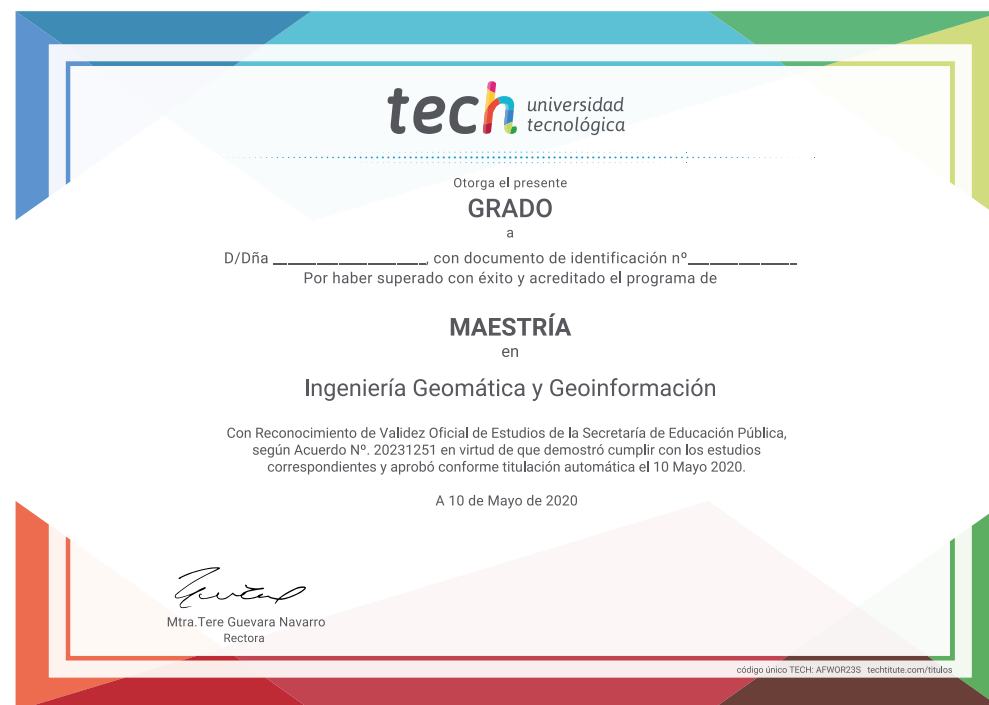 tech universidad
tecnológica
Otorga el presente
GRADO
a
D/Dña ____________________, con documento de identificación nº______________
Por haber superado con éxito y acreditado el programa de
MAESTRÍA
en
Ingeniería Geomática y Geoinformación
Con Reconocimiento de Validez Oficial de Estudios de la Secretaría de Educación Pública,
según Acuerdo Nº. 20231251 en virtud de que demostró cumplir con los estudios
correspondientes y aprobó conforme titulación automática el 10 Mayo 2020.
A 10 de Mayo de 2020
Mtra.Tere Guevara Navarro
Rectora
código único TECH: AFWOR23S techtitute.com/titulos